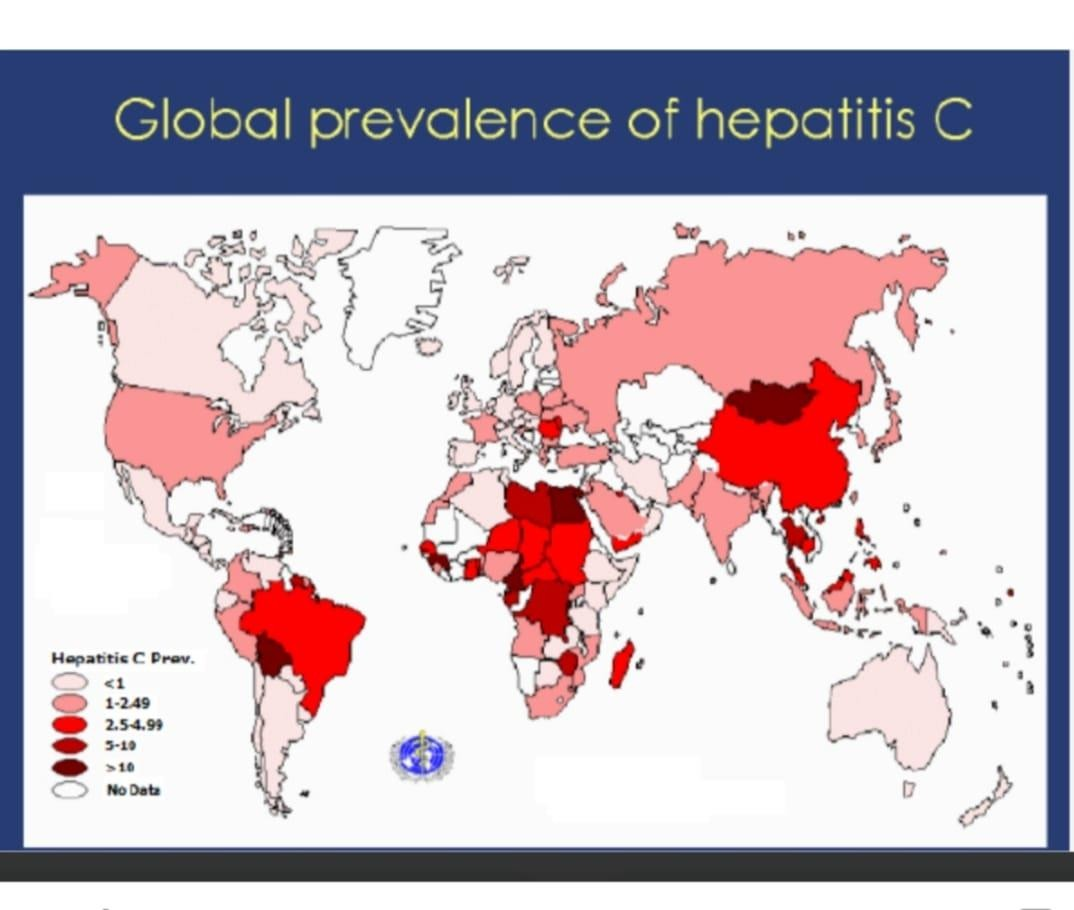 Global prevalence of hepatitis C
Hepatitis C Prev.
<1
1-2.49
2.5-4.99
5-10
>10
No Data